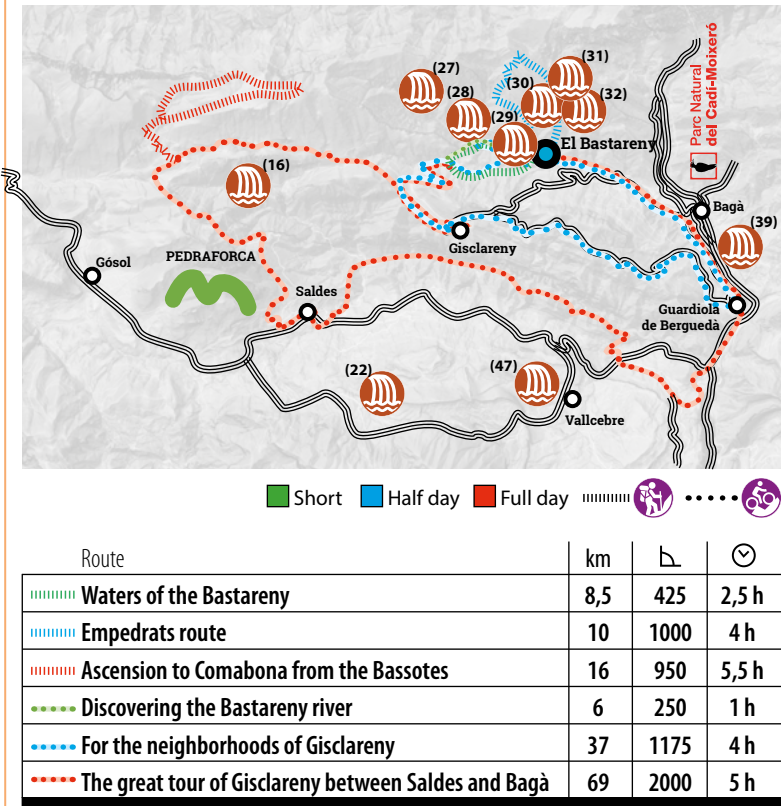 (31)
(27)
(30)
(28)
(32)
(29)
Parc Natural
del Cadí-Moixeró
El Bastareny
(16)
Bagà
(39)
Gisclareny
PEDRAFORCA
Gósol
Saldes
Guardiola
de Berguedà
(22)
(47)
Vallcebre
Short Half day Full day
Route km
Waters of the Bastareny 8,5 425 2,5 h
Empedrats route 10 1000 4 h
Ascension to Comabona from the Bassotes 16 950 5,5 h
Discovering the Bastareny river 6 250 1 h
For the neighborhoods of Gisclareny 37 1175 4 h
The great tour of Gisclareny between Saldes and Bagà 69 2000 5 h